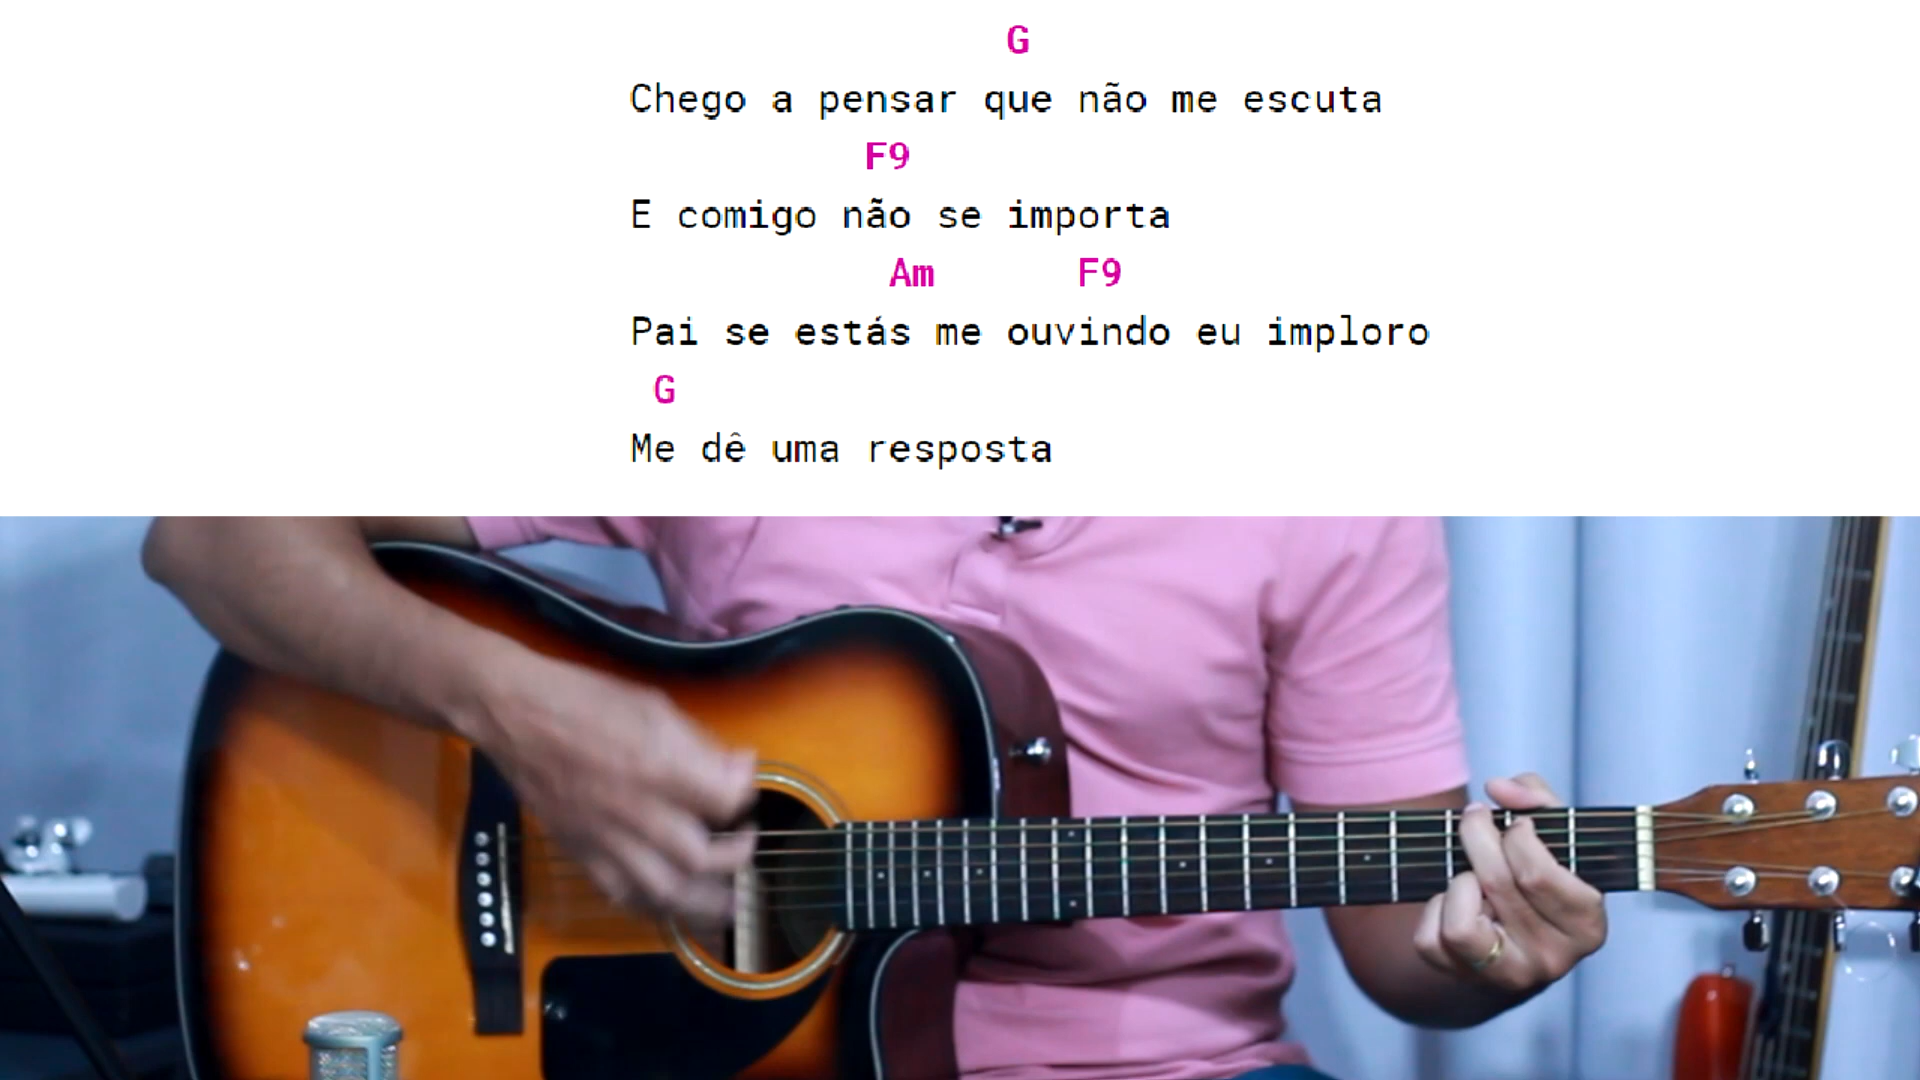 G
Chego a pensar que não me escuta
F9
E comigo não se importa
Am F9
Pai se estás me ouvindo eu imploro
G
Me dê uma resposta